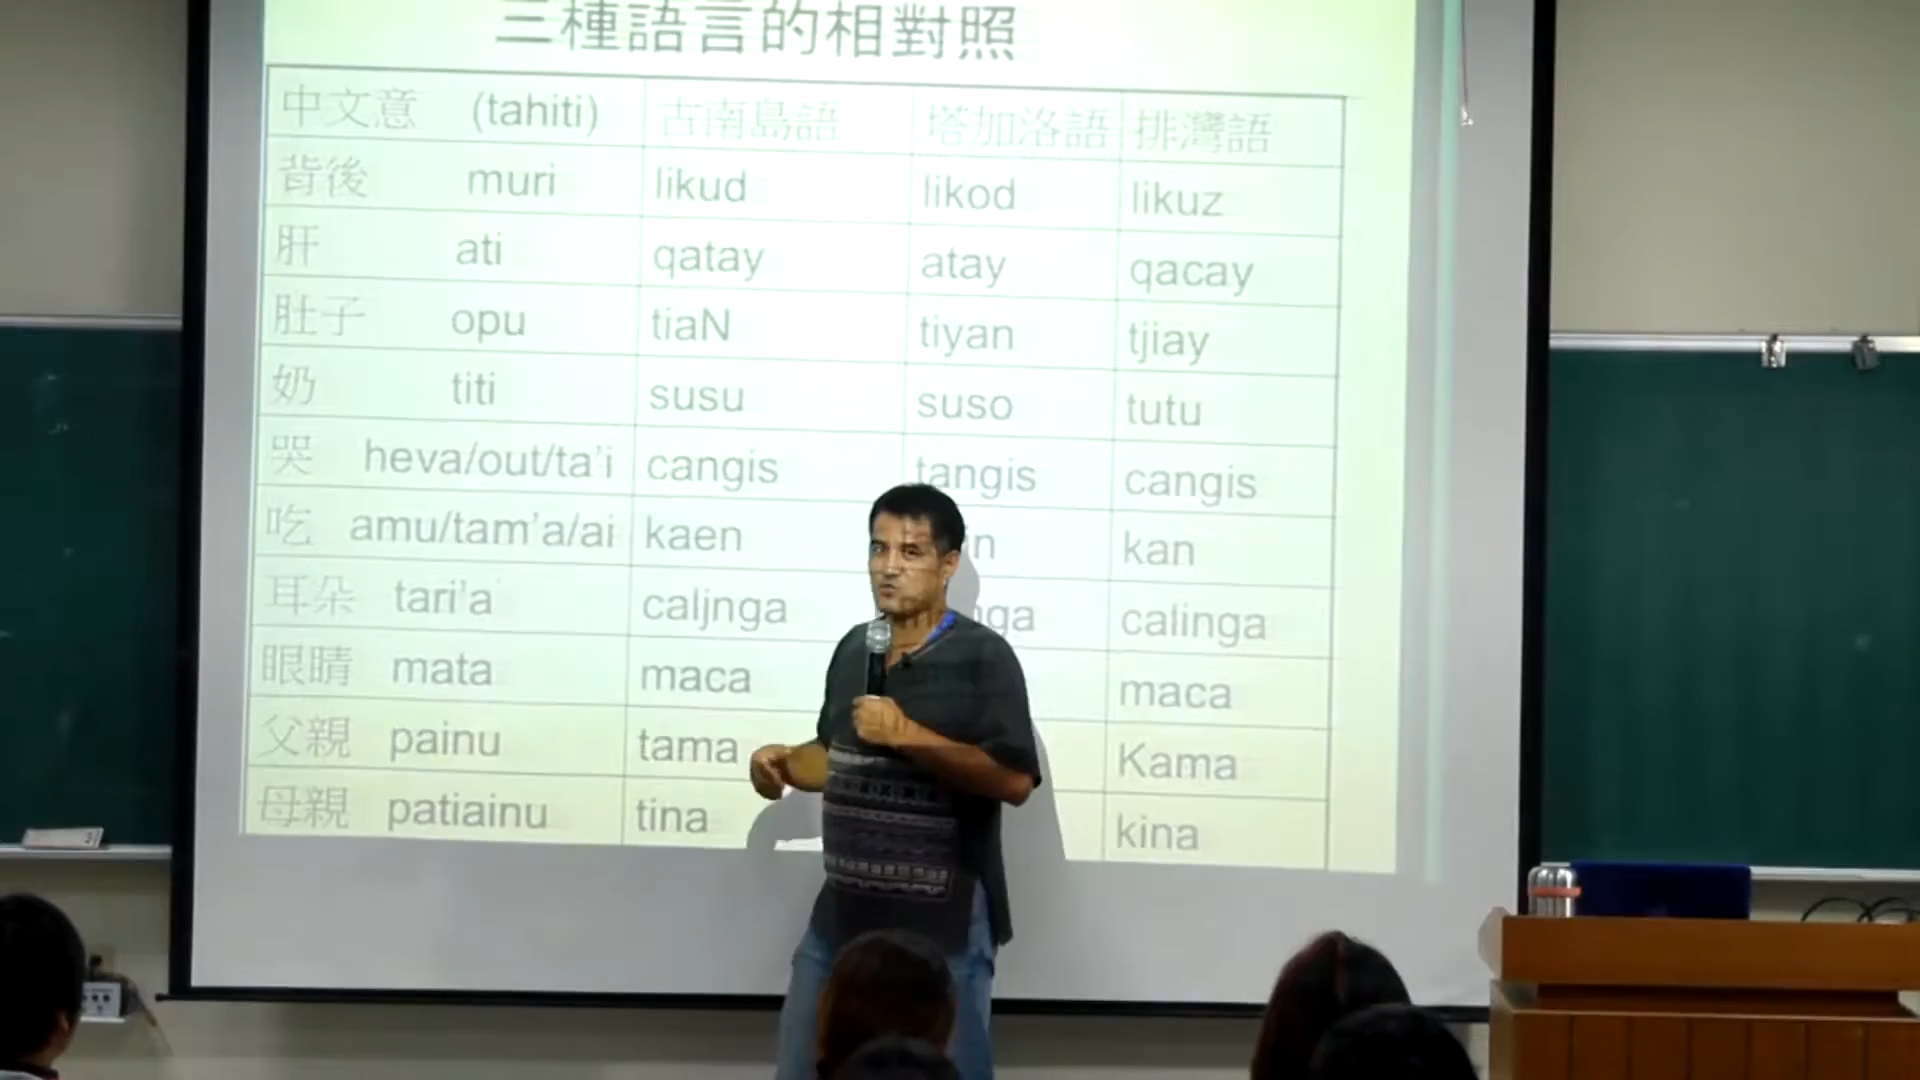 三種語言的相對照
中文意 (tahiti) 古南島語 塔加洛語 排灣語
背後 muri likud likod likuz
肝 ati qatay atay qacay
肚子 opu tiaN tiyan tjiay
奶 titi susu suso tutu
哭 heva/out/ta'i cangis tangis cangis
吃 amu/tam'a/ai kaen kan
耳朵 tari'a caljnga calinga
眼睛 mata maca maca
父親 painu tama Kama
母親 patiainu tina kina